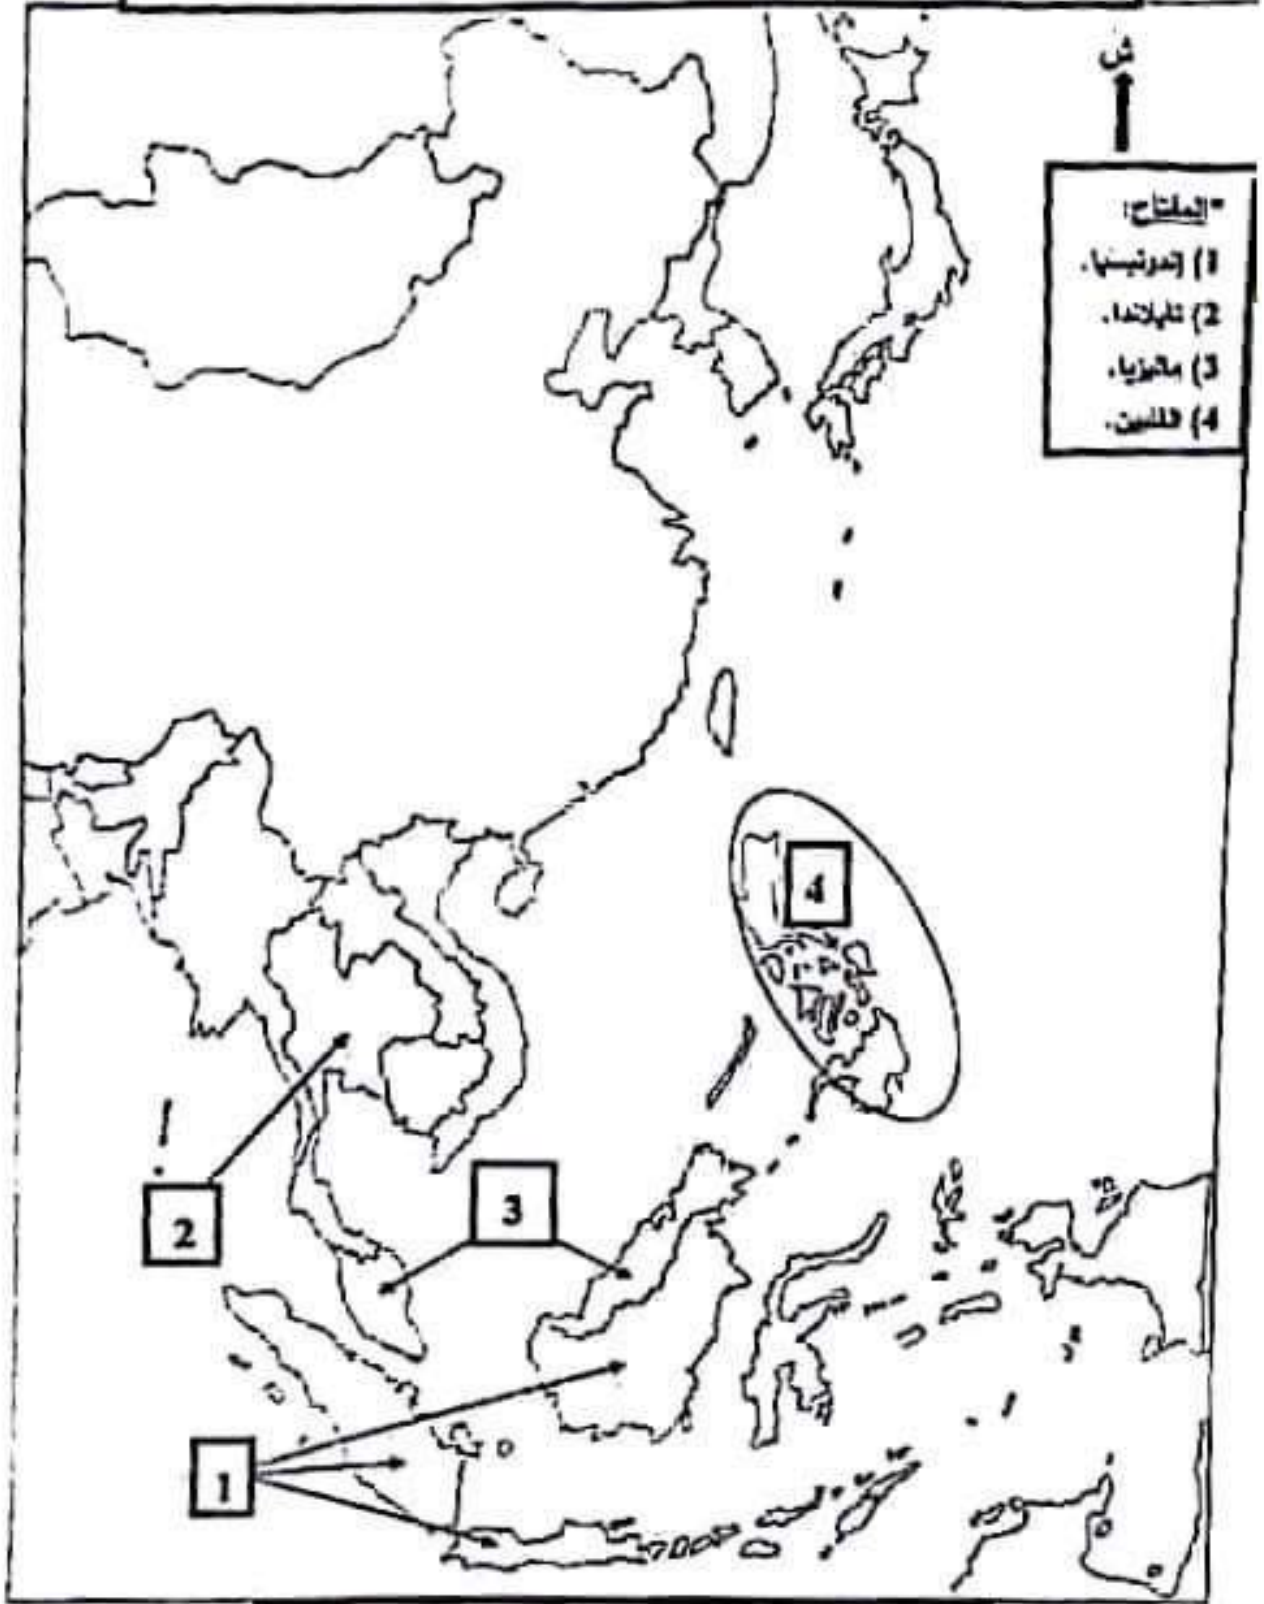 ش
*المفتاح:
1) إندونيسيا.
2) تايلاندا.
3) ماليزيا.
4) الفلبين.
4
2
3
1